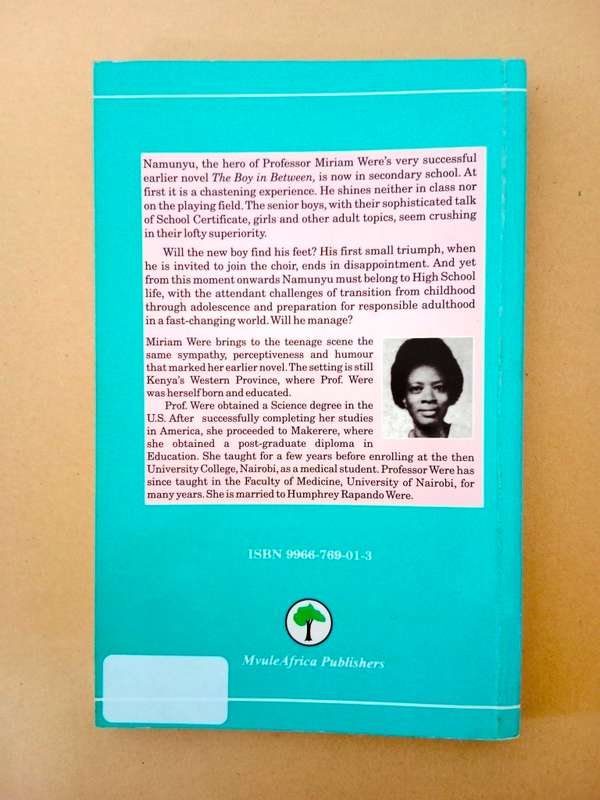 Namunyu, the hero of Professor Miriam Were's very successful
earlier novel The Boy in Between, is now in secondary school. At
first it is a chastening experience. He shines neither in class nor
on the playing field. The senior boys, with their sophisticated talk
of School Certificate, girls and other adult topics, seem crushing
in their lofty superiority.
Will the new boy find his feet? His first small triumph, when
he is invited to join the choir, ends in disappointment. And yet
from this moment onwards Namunyu must belong to High School
life, with the attendant challenges of transition from childhood
through adolescence and preparation for responsible adulthood
in a fast-changing world. Will he manage?
Miriam Were brings to the teenage scene the
same sympathy, perceptiveness and humour
that marked her earlier novel. The setting is still
Kenya's Western Province, where Prof. Were
was herself born and educated.
Prof. Were obtained a Science degree in the
U.S. After successfully completing her studies
in America, she proceeded to Makerere, where
she obtained a post-graduate diploma in
Education. She taught for a few years before enrolling at the then
University College, Nairobi, as a medical student. Professor Were has
since taught in the Faculty of Medicine, University of Nairobi, for
many years. She is married to Humphrey Rapando Were.
ISBN 9966-769-01-3
MvuleAfrica Publishers